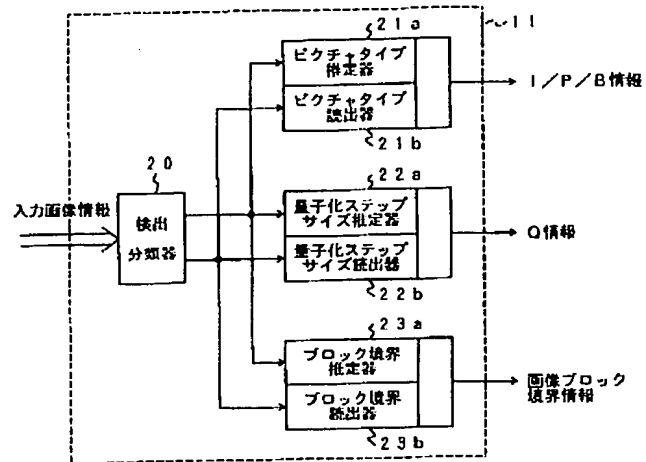 11
21a
ピクチャタイプ
推定器
ピクチャタイプ
読出器
21b
I/P/B情報
20
入力画像情報
検出
分類器
22a
量子化ステップ
サイズ推定器
量子化ステップ
サイズ読出器
22b
Q情報
23a
ブロック境界
推定器
ブロック境界
読出器
23b
画像ブロック
境界情報